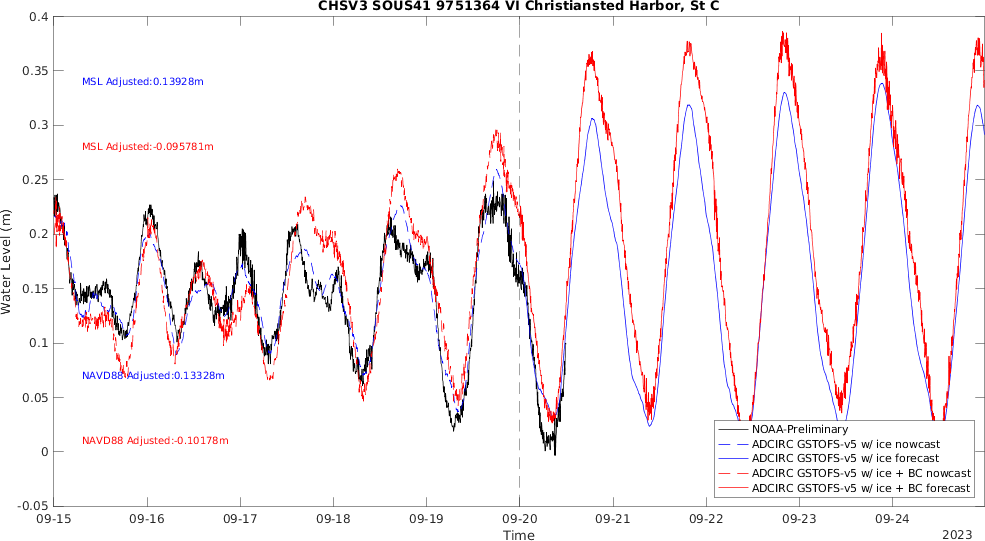 CHSV3 SOUS41 9751364 VI Christiansted Harbor, St C
0.4
0.35
0.3
0.25
0.2
0.15
0.1
0.05
0
-0.05
Water Level (m)
MSL Adjusted:0.13928m
MSL Adjusted:-0.095781m
NAVD88 Adjusted:0.13328m
NAVD88 Adjusted:-0.10178m
NOAA-Preliminary
ADCIRC GSTOFS-v5 w/ ice nowcast
ADCIRC GSTOFS-v5 w/ ice forecast
ADCIRC GSTOFS-v5 w/ ice + BC nowcast
ADCIRC GSTOFS-v5 w/ ice + BC forecast
09-15 09-16 09-17 09-18 09-19 09-20 09-21 09-22 09-23 09-24
Time
2023